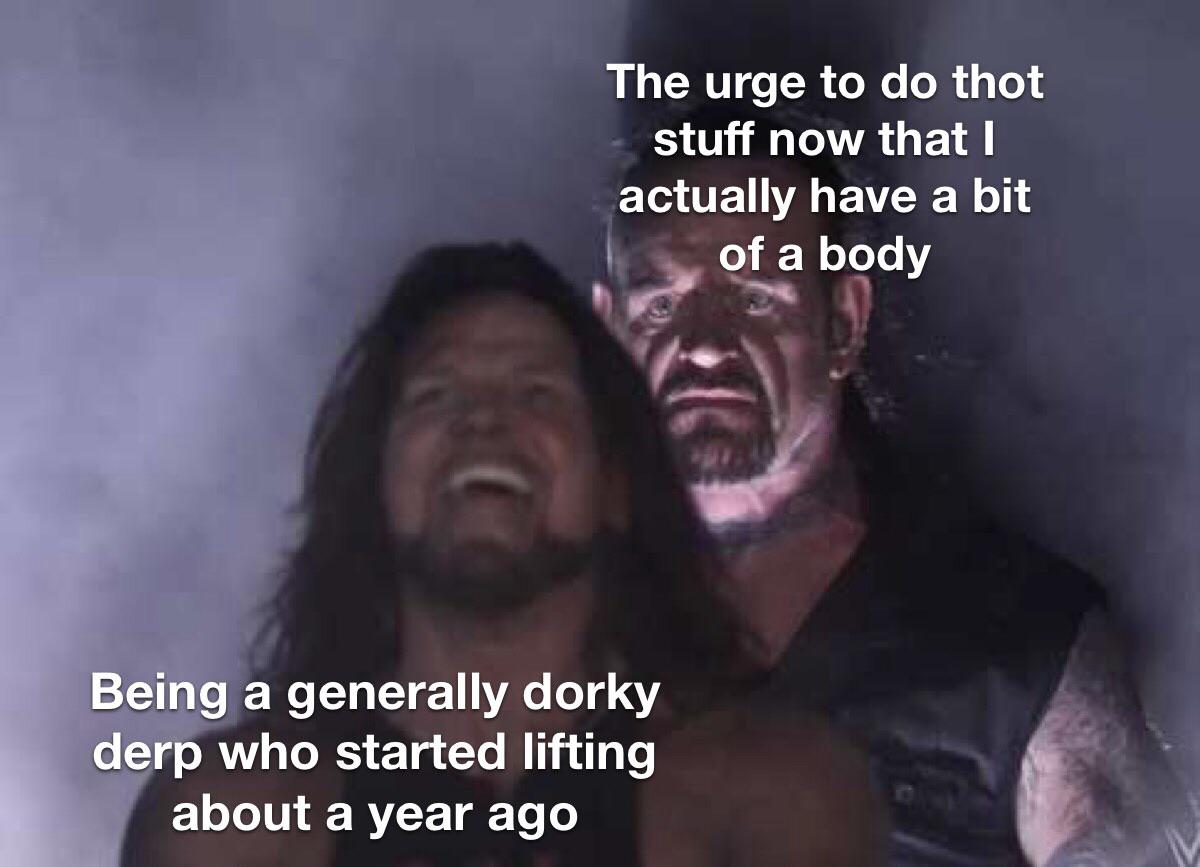 The urge to do thot
stuff now that I
actually have a bit
of a body
Being a generally dorky
derp who started lifting
about a year ago